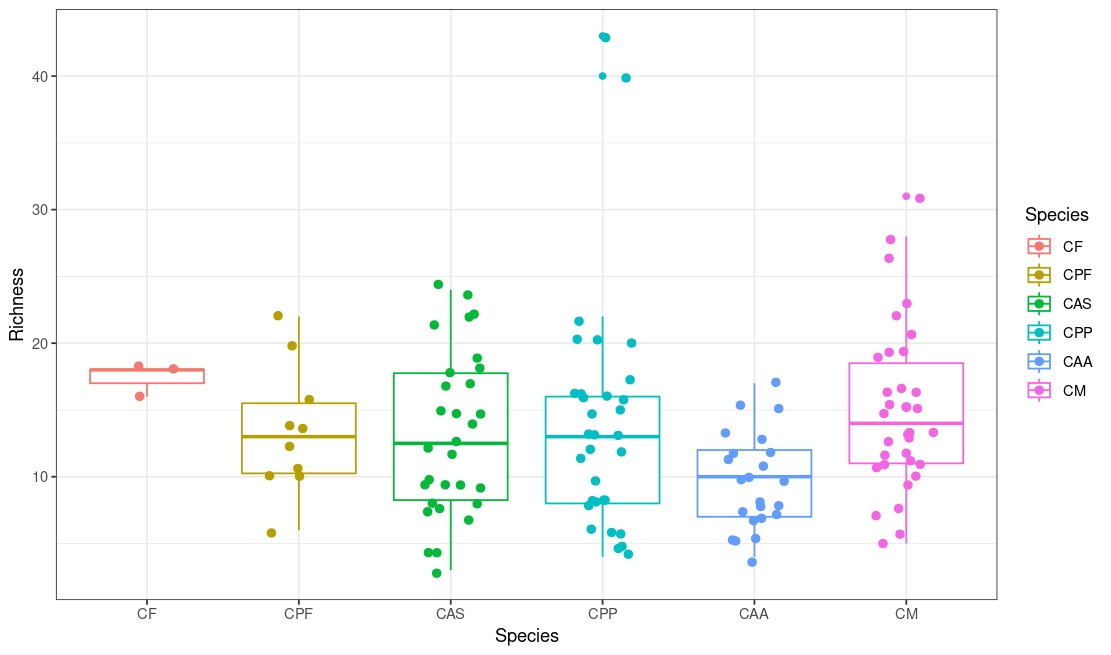 Richness
40
30
20
10
CF
CPF
CAS
CPP
CAA
CM
Species
Species
CF
CPF
CAS
CPP
CAA
CM